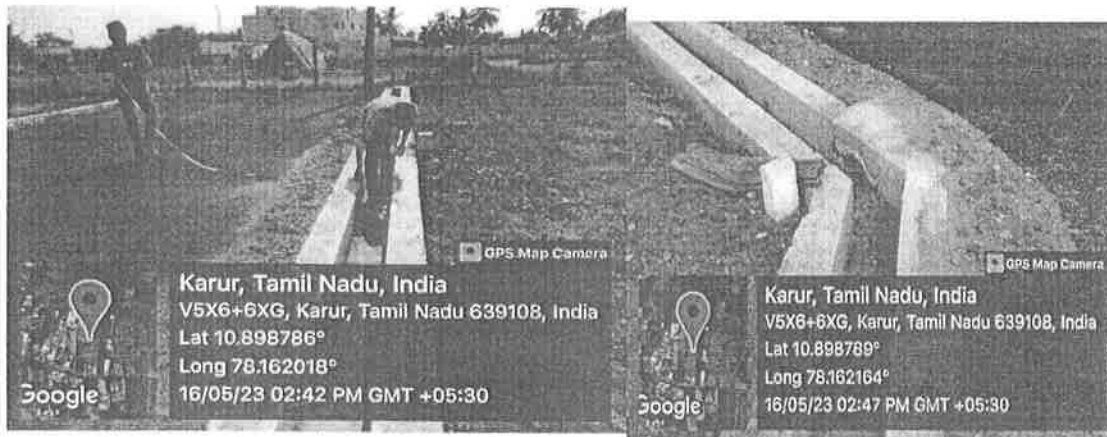 GPS Map Camera
Karur, Tamil Nadu, India
V5X6+6XG, Karur, Tamil Nadu 639108, India
Lat 10.898786°
Long 78.162018°
16/05/23 02:42 PM GMT +05:30
Google
GPS Map Camera
Karur, Tamil Nadu, India
V5X6+6XG, Karur, Tamil Nadu 639108, India
Lat 10.898789°
Long 78.162164°
16/05/23 02:47 PM GMT +05:30
Google